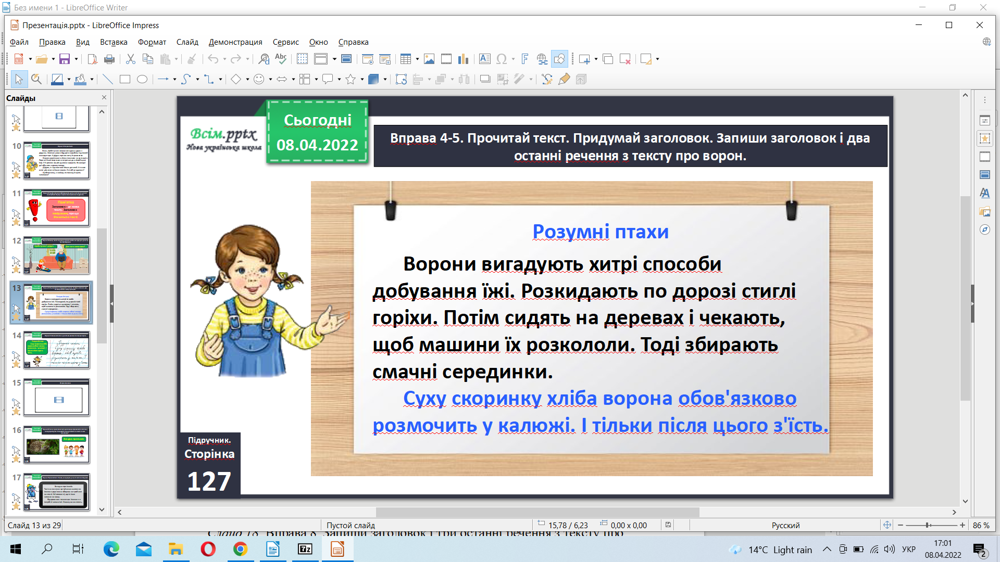 Без имени 1 - LibreOffice Writer
Презентація.pptx - LibreOffice Impress
Файл Правка Вид Вставка Формат Слайд Демонстрация Сервис Окно Справка
Слайды
10
11
Пам'ятка
12
13
14
15
16
17
Сьогодні
08.04.2022
Всім.pptx
Нова українська школа
Вправа 4-5. Прочитай текст. Придумай заголовок. Запиши заголовок і два
останні речення з тексту про ворон.
Розумні птахи
Ворони вигадують хитрі способи
добування їжі. Розкидають по дорозі стиглі
горіхи. Потім сидять на деревах і чекають,
щоб машини їх розкололи. Тоді збирають
смачні серединки.
Суху скоринку хліба ворона обов'язково
розмочить у калюжі. І тільки після цього з'їсть.
Підручник.
Сторінка
127
Слайд 13 из 29
Пустой слайд
15,78 / 6,23
0,00 x 0,00
Русский
86 %
Слайд 18. Вправа 8. Запиши заголовок і три останні речення з тексту про
14°C Light rain
УКР
17:01
08.04.2022
2